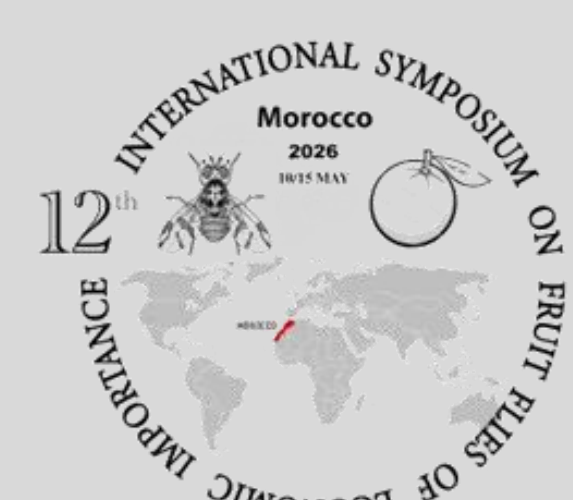 12th INTERNATIONAL SYMPOSIUM ON FRUIT FLIES OF ECONOMIC IMPORTANCE
Morocco
2026
10/15 MAY
MOROCCO